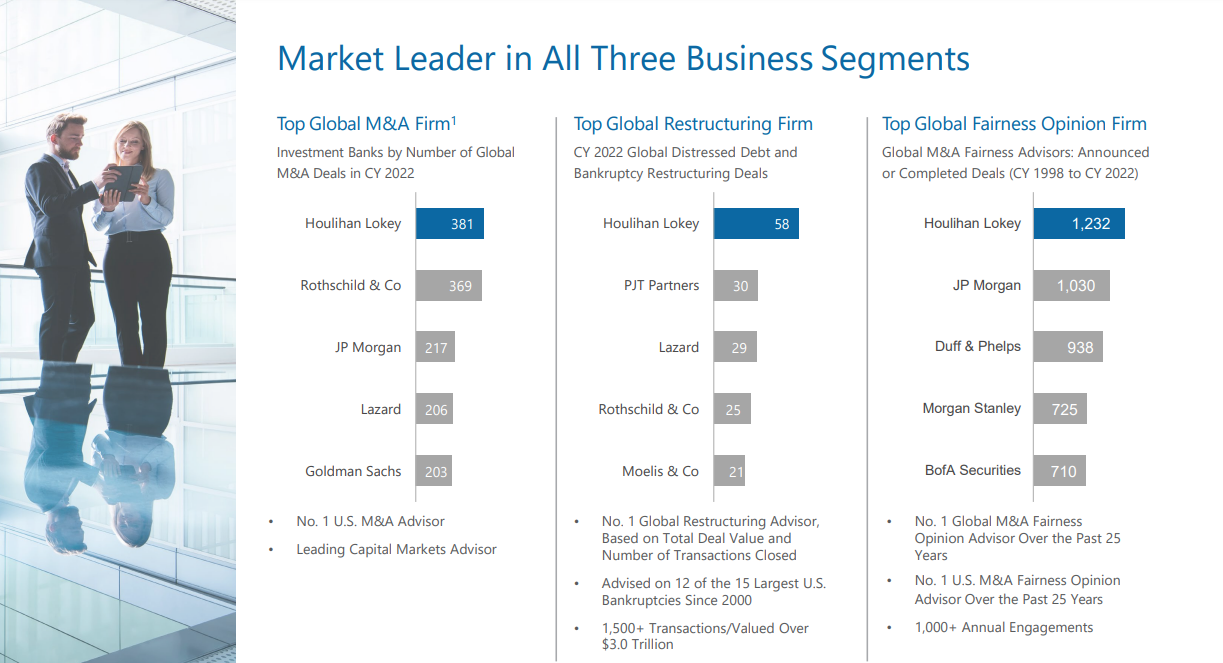 Market Leader in All Three Business Segments
Top Global M&A Firm1
Investment Banks by Number of Global
M&A Deals in CY 2022
Houlihan Lokey 381
Rothschild & Co 369
JP Morgan 217
Lazard 206
Goldman Sachs 203
• No. 1 U.S. M&A Advisor
• Leading Capital Markets Advisor
Top Global Restructuring Firm
CY 2022 Global Distressed Debt and
Bankruptcy Restructuring Deals
Houlihan Lokey 58
PJT Partners 30
Lazard 29
Rothschild & Co 25
Moelis & Co 21
• No. 1 Global Restructuring Advisor,
Based on Total Deal Value and
Number of Transactions Closed
• Advised on 12 of the 15 Largest U.S.
Bankruptcies Since 2000
• 1,500+ Transactions/Valued Over
$3.0 Trillion
Top Global Fairness Opinion Firm
Global M&A Fairness Advisors: Announced
or Completed Deals (CY 1998 to CY 2022)
Houlihan Lokey 1,232
JP Morgan 1,030
Duff & Phelps 938
Morgan Stanley 725
BofA Securities 710
• No. 1 Global M&A Fairness
Opinion Advisor Over the Past 25
Years
• No. 1 U.S. M&A Fairness Opinion
Advisor Over the Past 25 Years
• 1,000+ Annual Engagements